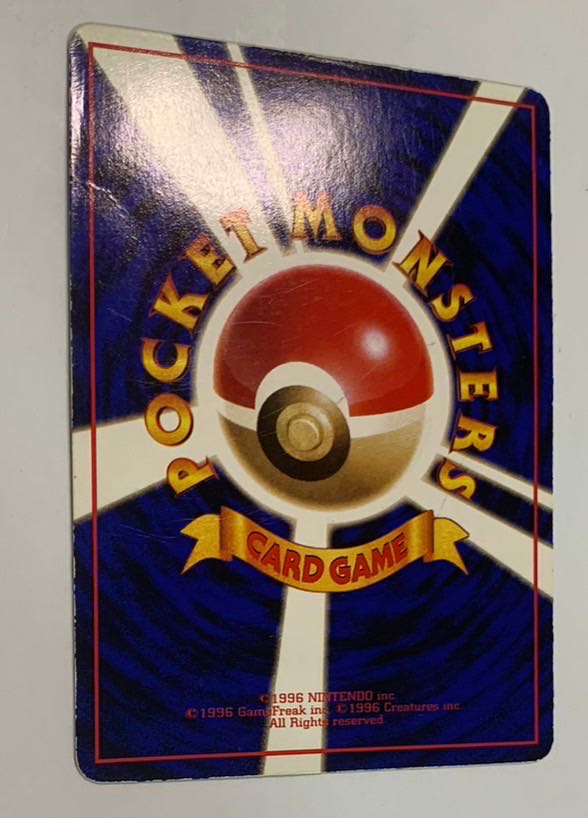 POCKET MONSTERS
CARD GAME
©1996 NINTENDO inc
©1996 GameFreak inc. ©1996 Creatures inc
All Rights reserved